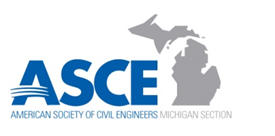 ASCE
AMERICAN SOCIETY OF CIVIL ENGINEERS MICHIGAN SECTION